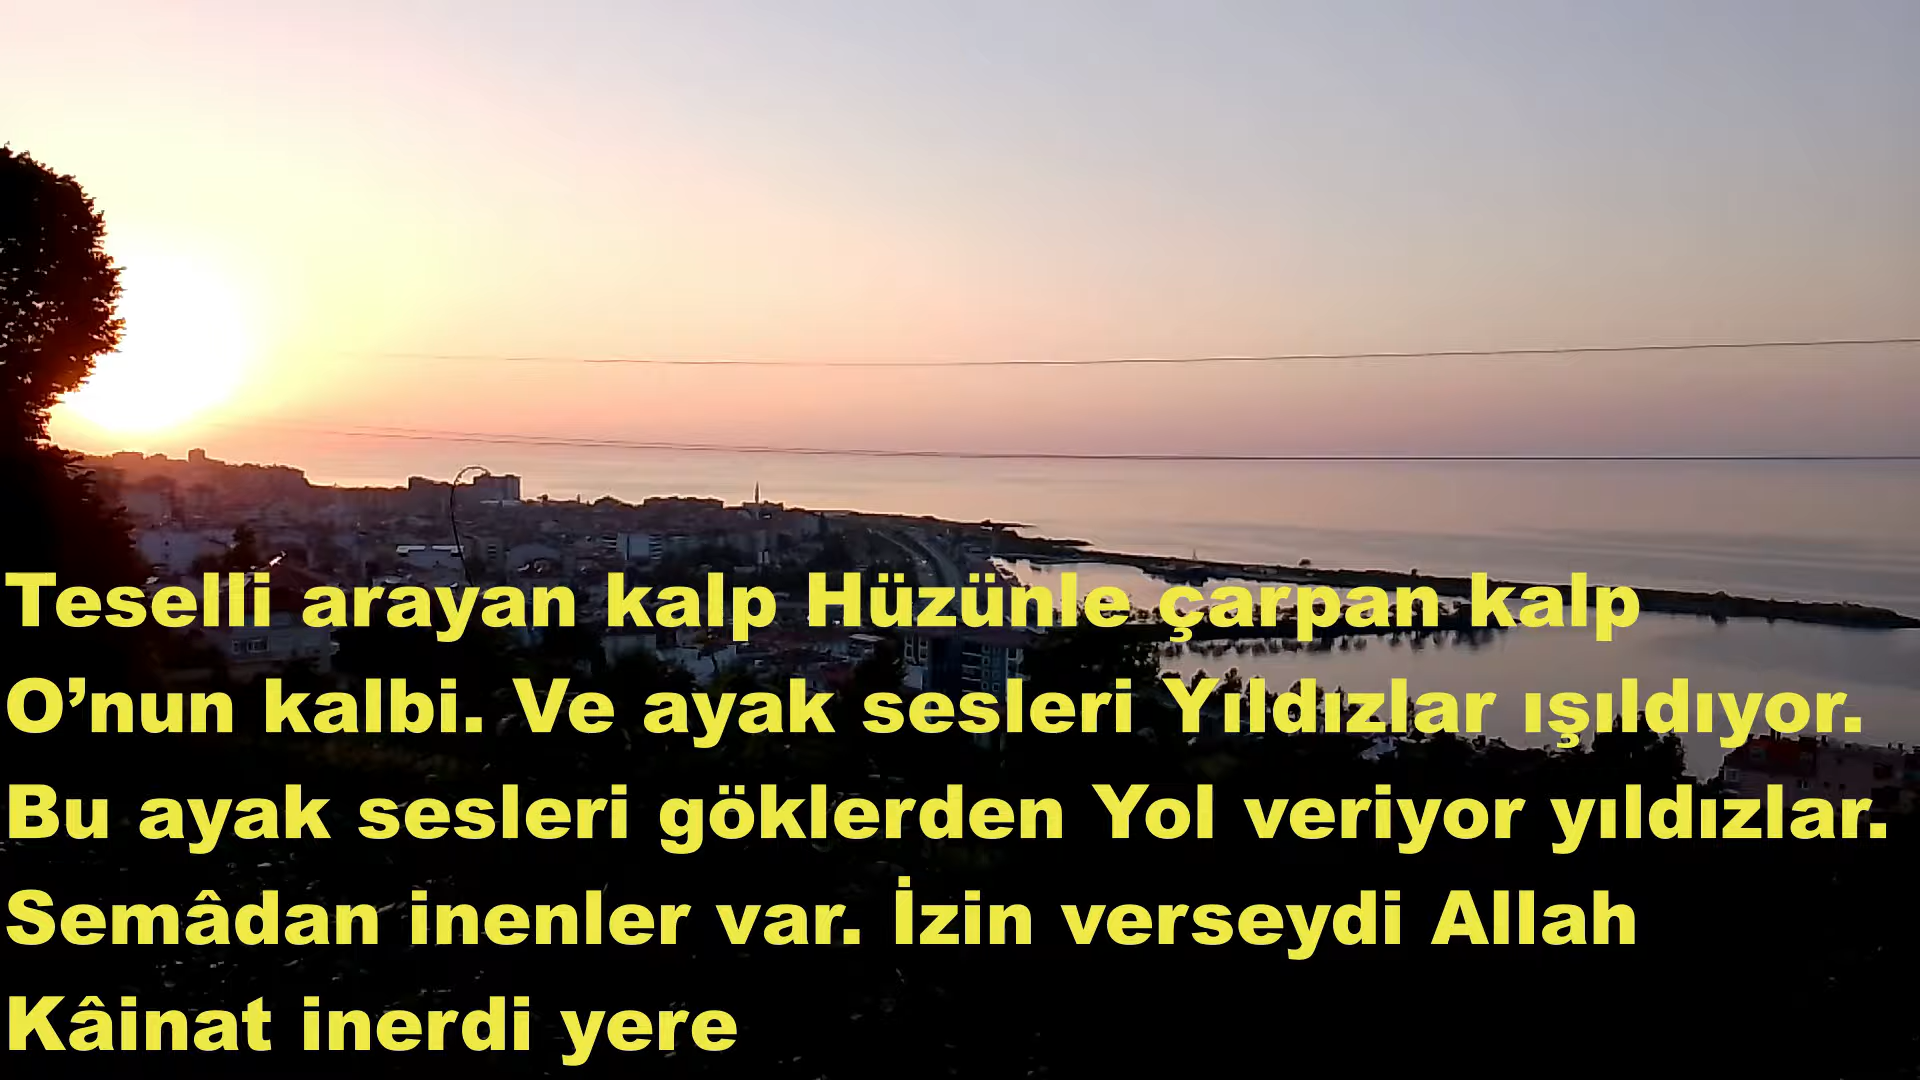 Teselli arayan kalp Hüzünle çarpan kalp
O’nun kalbi. Ve ayak sesleri Yıldızlar ışıldıyor.
Bu ayak sesleri göklerden Yol veriyor yıldızlar.
Semâdan inenler var. İzin verseydi Allah
Kâinat inerdi yere